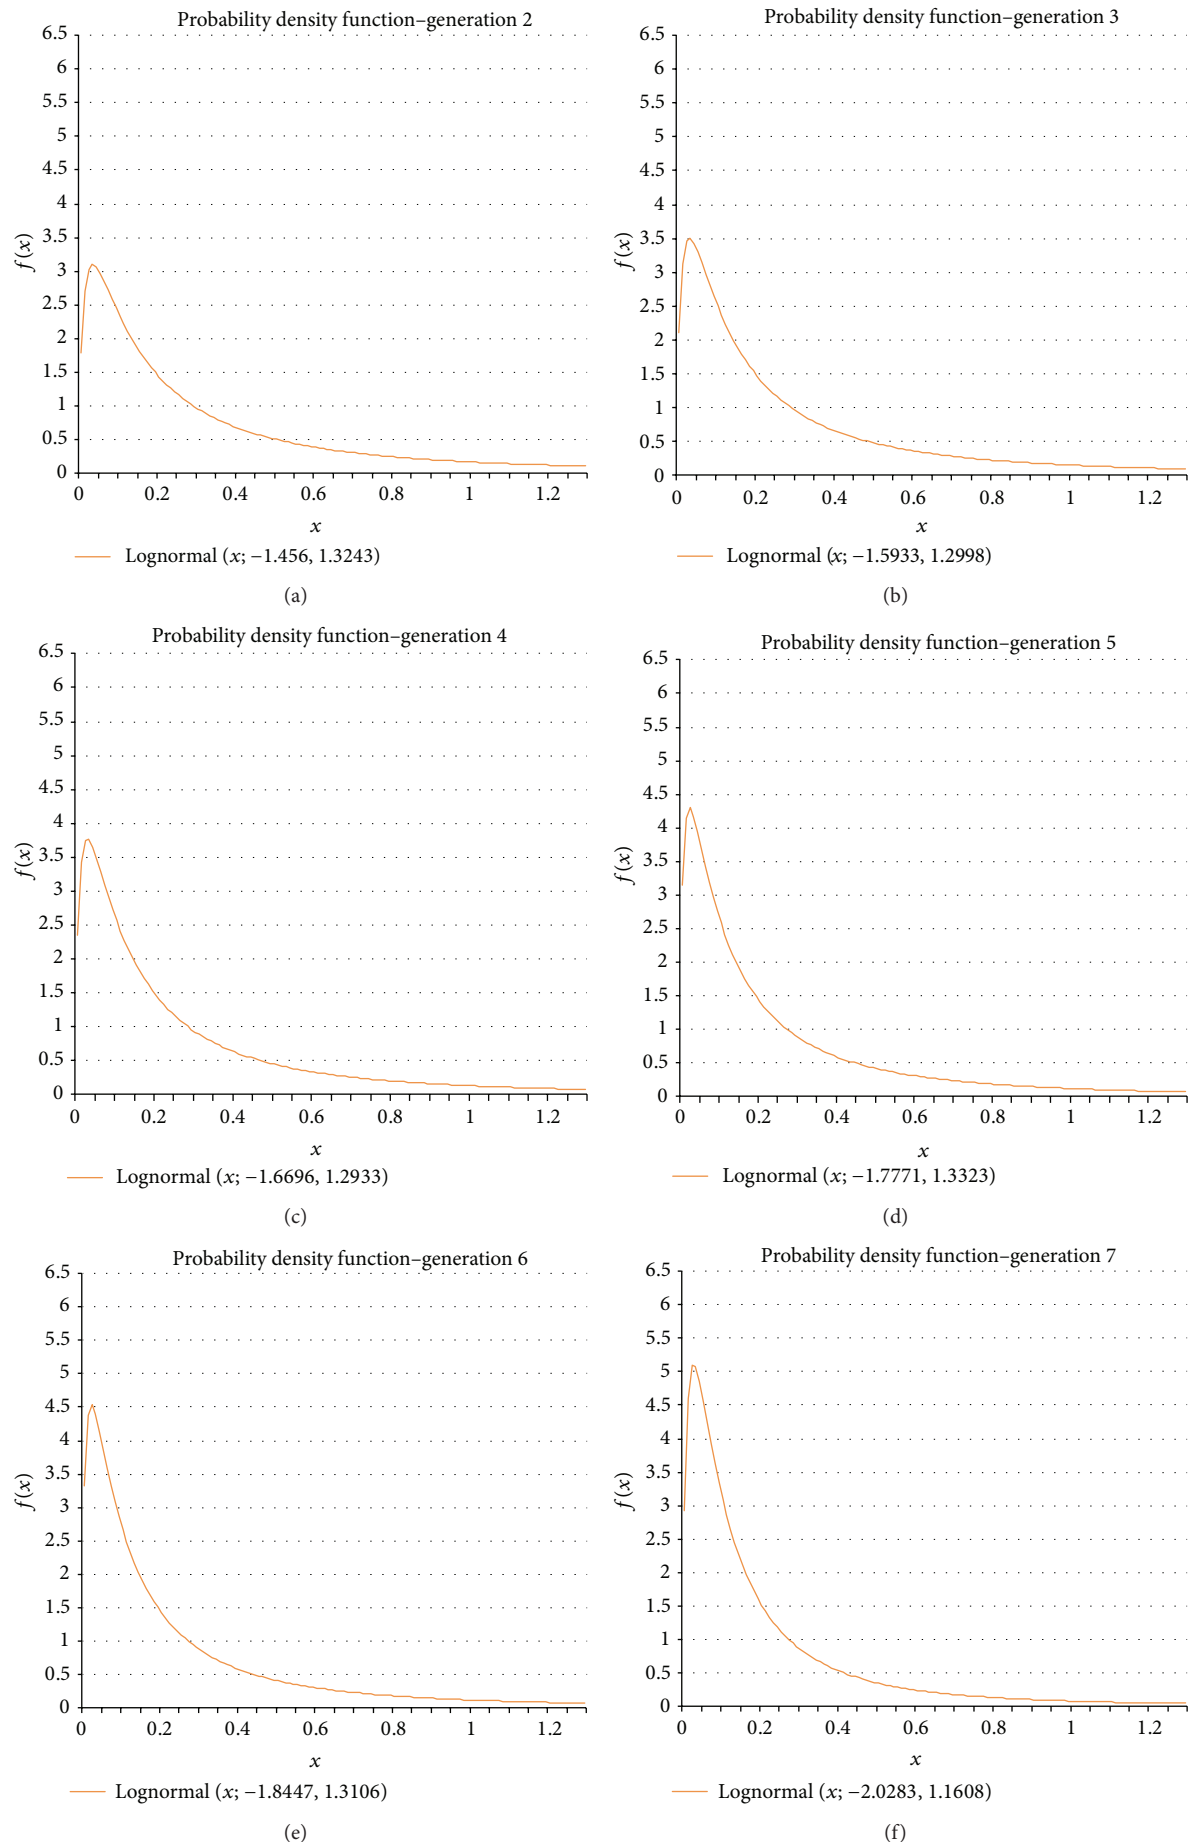 Probability density function–generation 2
6.5
6
5.5
5
4.5
4
3.5
3
2.5
2
1.5
1
0.5
0
f(x)
0 0.2 0.4 0.6 0.8 1 1.2
x
Lognormal (x; −1.456, 1.3243)
(a)
Probability density function–generation 3
6.5
6
5.5
5
4.5
4
3.5
3
2.5
2
1.5
1
0.5
0
f(x)
0 0.2 0.4 0.6 0.8 1 1.2
x
Lognormal (x; −1.5933, 1.2998)
(b)
Probability density function–generation 4
6.5
6
5.5
5
4.5
4
3.5
3
2.5
2
1.5
1
0.5
0
f(x)
0 0.2 0.4 0.6 0.8 1 1.2
x
Lognormal (x; −1.6696, 1.2933)
(c)
Probability density function–generation 5
6.5
6
5.5
5
4.5
4
3.5
3
2.5
2
1.5
1
0.5
0
f(x)
0 0.2 0.4 0.6 0.8 1 1.2
x
Lognormal (x; −1.7771, 1.3323)
(d)
Probability density function–generation 6
6.5
6
5.5
5
4.5
4
3.5
3
2.5
2
1.5
1
0.5
0
f(x)
0 0.2 0.4 0.6 0.8 1 1.2
x
Lognormal (x; −1.8447, 1.3106)
(e)
Probability density function–generation 7
6.5
6
5.5
5
4.5
4
3.5
3
2.5
2
1.5
1
0.5
0
f(x)
0 0.2 0.4 0.6 0.8 1 1.2
x
Lognormal (x; −2.0283, 1.1608)
(f)